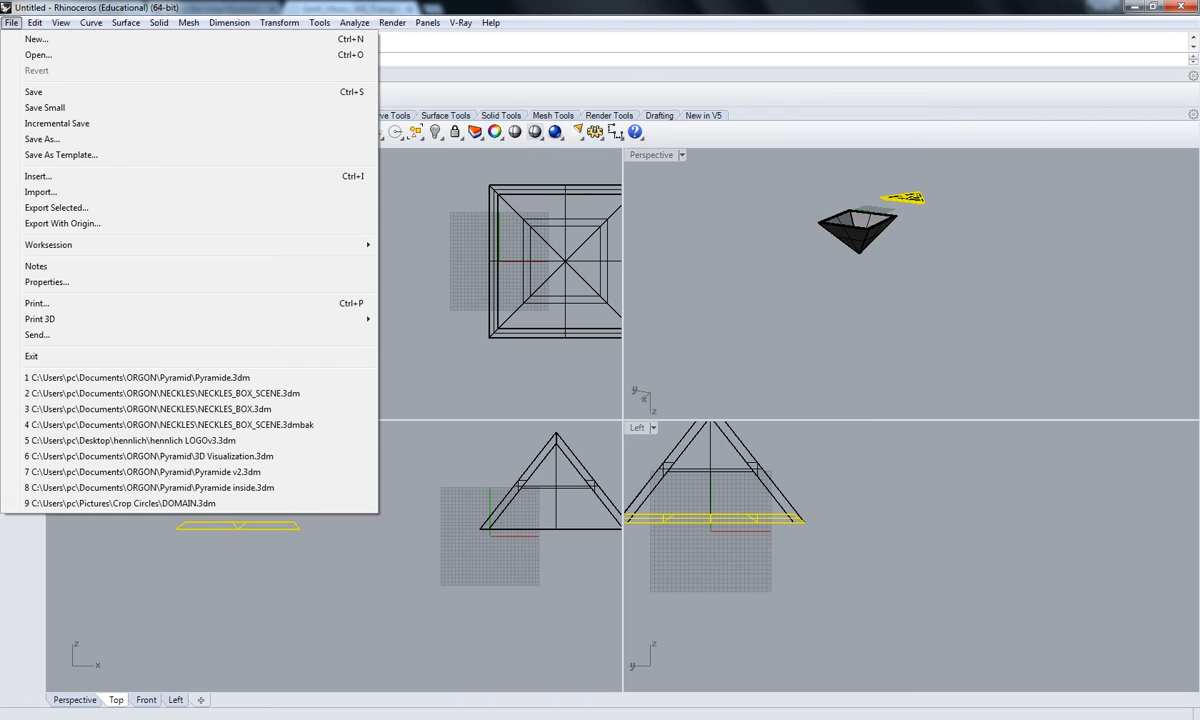 Untitled - Rhinoceros (Educational) (64-bit)
File Edit View Curve Surface Solid Mesh Dimension Transform Tools Analyze Render Panels V-Ray Help
New... Ctrl+N
Open... Ctrl+O
Revert
Save Ctrl+S
Save Small
Incremental Save
Save As...
Save As Template...
Insert... Ctrl+I
Import...
Export Selected...
Export With Origin...
Worksession
Notes
Properties...
Print... Ctrl+P
Print 3D
Send...
Exit
1 C:\Users\pc\Documents\ORGON\Pyramid\Pyramide.3dm
2 C:\Users\pc\Documents\ORGON\NECKLES\NECKLES_BOX_SCENE.3dm
3 C:\Users\pc\Documents\ORGON\NECKLES\NECKLES_BOX.3dm
4 C:\Users\pc\Documents\ORGON\NECKLES\NECKLES_BOX_SCENE.3dmbak
5 C:\Users\pc\Desktop\hennlich\hennlich LOGOv3.3dm
6 C:\Users\pc\Documents\ORGON\Pyramid\3D Visualization.3dm
7 C:\Users\pc\Documents\ORGON\Pyramid\Pyramide v2.3dm
8 C:\Users\pc\Documents\ORGON\Pyramid\Pyramide inside.3dm
9 C:\Users\pc\Pictures\Crop Circles\DOMAIN.3dm
ve Tools Surface Tools Solid Tools Mesh Tools Render Tools Drafting New in V5
Perspective
y x z
Left
z x
z y
Perspective Top Front Left